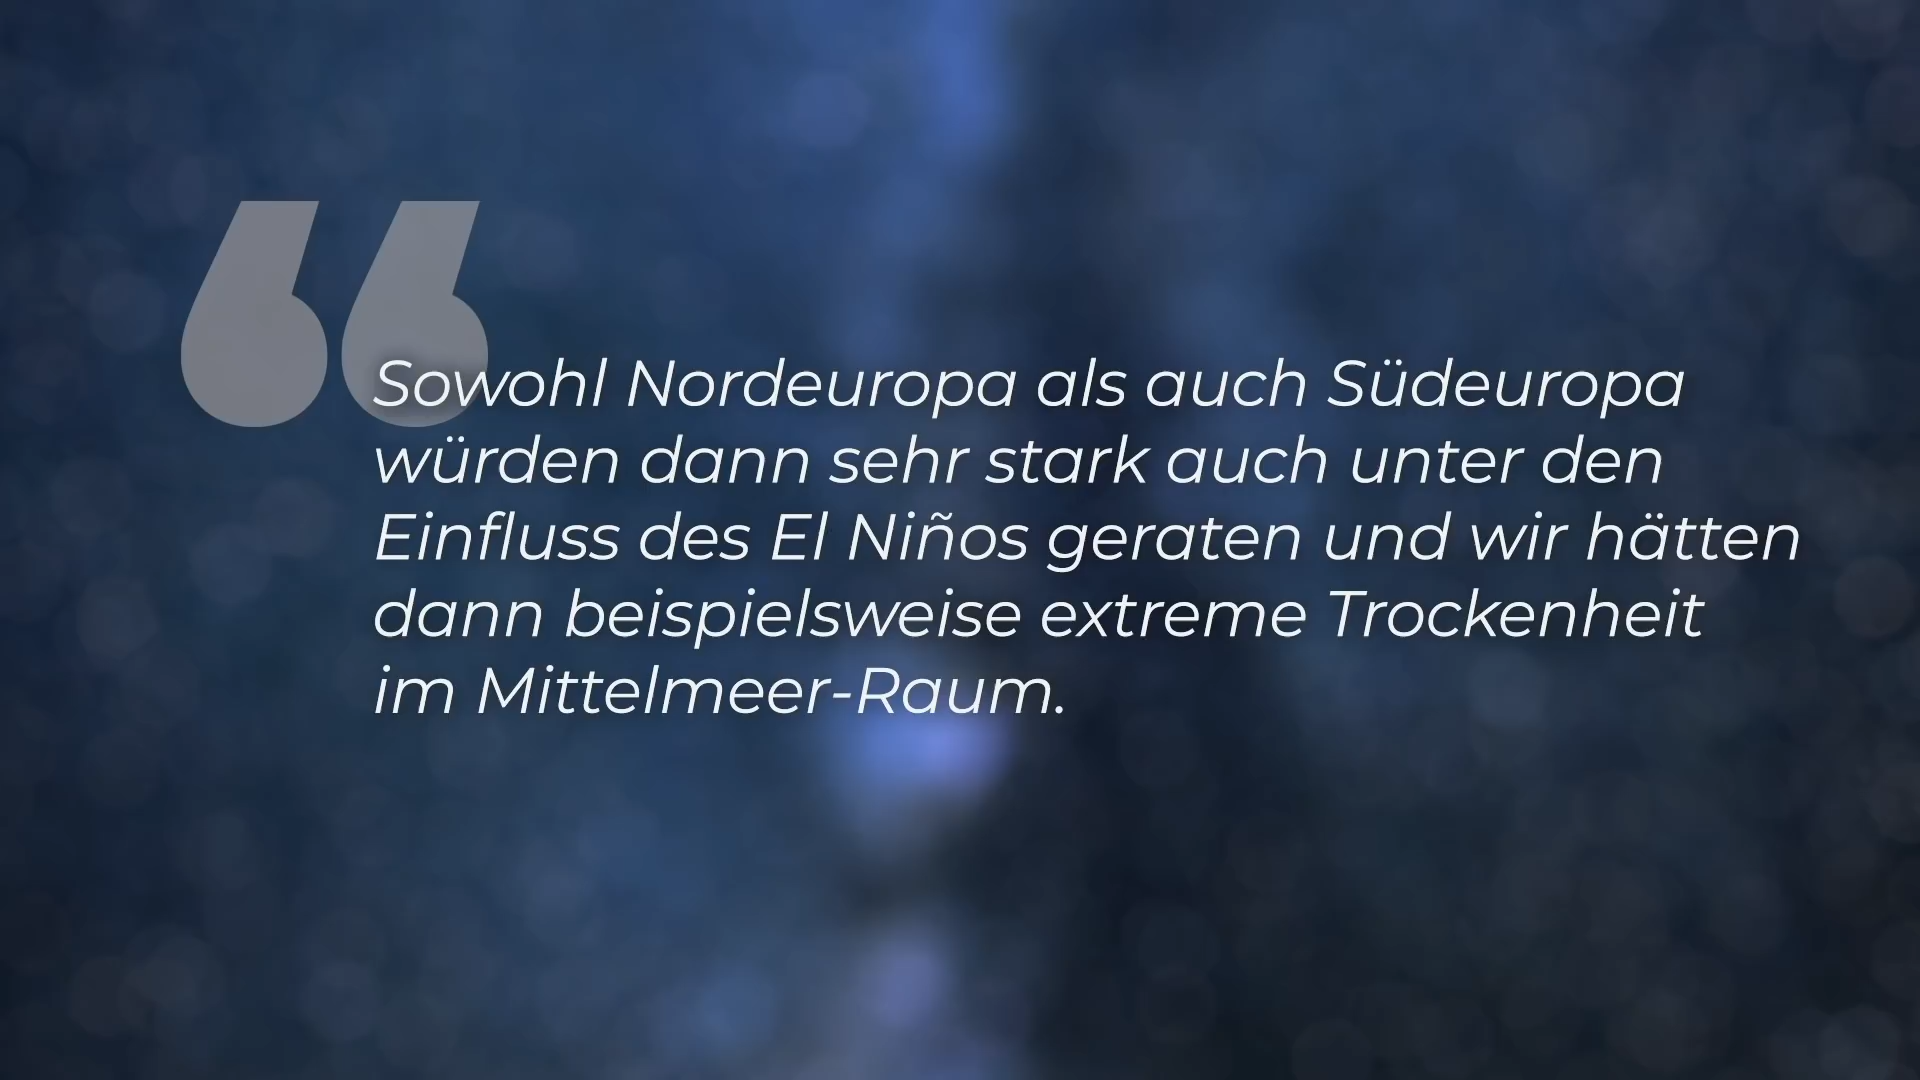 “
Sowohl Nordeuropa als auch Südeuropa
würden dann sehr stark auch unter den
Einfluss des El Niños geraten und wir hätten
dann beispielsweise extreme Trockenheit
im Mittelmeer-Raum.